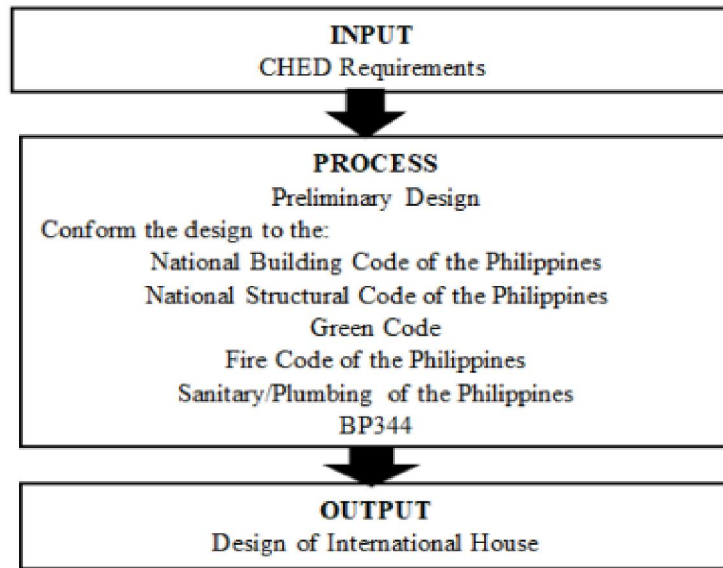 INPUT
CHED Requirements
PROCESS
Preliminary Design
Conform the design to the:
National Building Code of the Philippines
National Structural Code of the Philippines
Green Code
Fire Code of the Philippines
Sanitary/Plumbing of the Philippines
BP344
OUTPUT
Design of International House